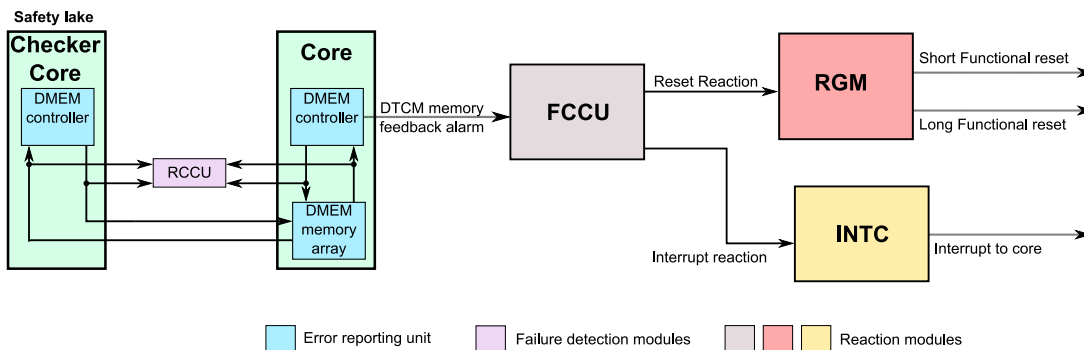 Safety lake
Checker
Core
DMEM
controller
RCCU
Core
DMEM
controller
DMEM
memory
array
DTCM memory
feedback alarm
FCCU
Reset Reaction
RGM
Short Functional reset
Long Functional reset
Interrupt reaction
INTC
Interrupt to core
Error reporting unit
Failure detection modules
Reaction modules